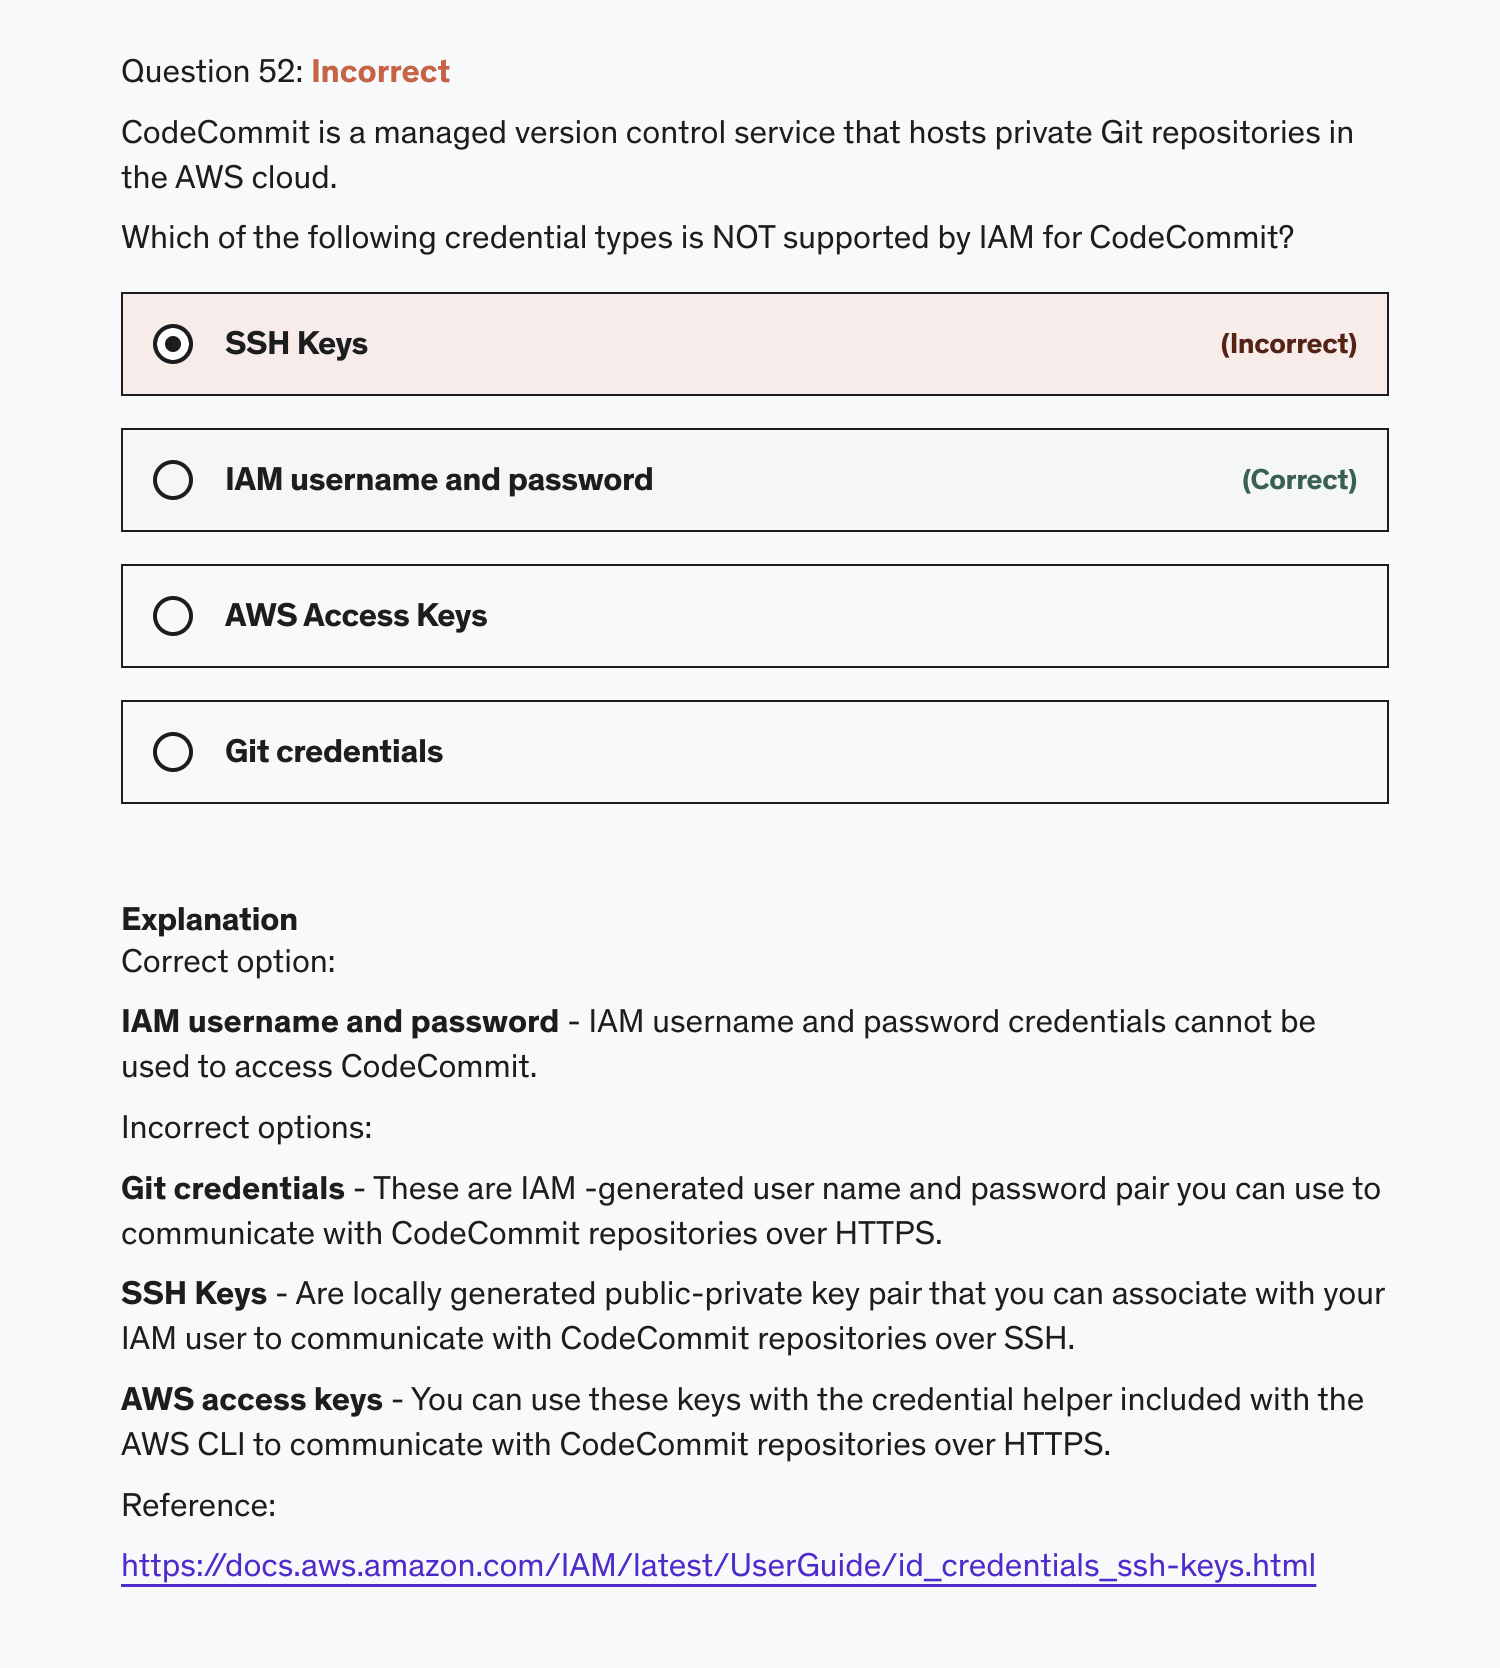 Question 52: Incorrect
CodeCommit is a managed version control service that hosts private Git repositories in
the AWS cloud.
Which of the following credential types is NOT supported by IAM for CodeCommit?
SSH Keys (Incorrect)
IAM username and password (Correct)
AWS Access Keys
Git credentials
Explanation
Correct option:
IAM username and password - IAM username and password credentials cannot be
used to access CodeCommit.
Incorrect options:
Git credentials - These are IAM -generated user name and password pair you can use to
communicate with CodeCommit repositories over HTTPS.
SSH Keys - Are locally generated public-private key pair that you can associate with your
IAM user to communicate with CodeCommit repositories over SSH.
AWS access keys - You can use these keys with the credential helper included with the
AWS CLI to communicate with CodeCommit repositories over HTTPS.
Reference:
https://docs.aws.amazon.com/IAM/latest/UserGuide/id_credentials_ssh-keys.html